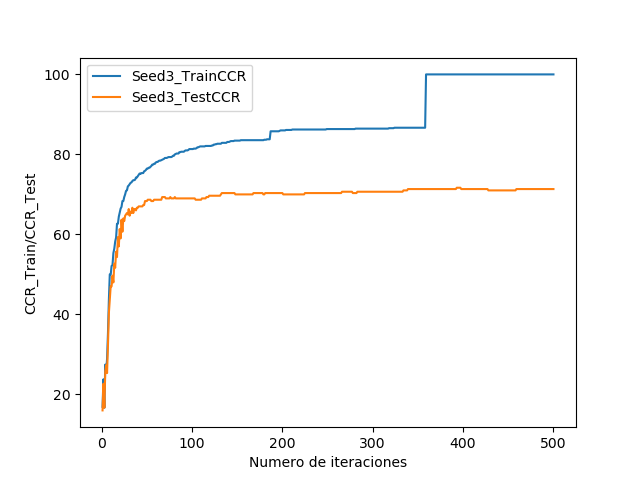 Seed3_TrainCCR
Seed3_TestCCR
100
80
60
40
20
CCR_Train/CCR_Test
0 100 200 300 400 500
Numero de iteraciones